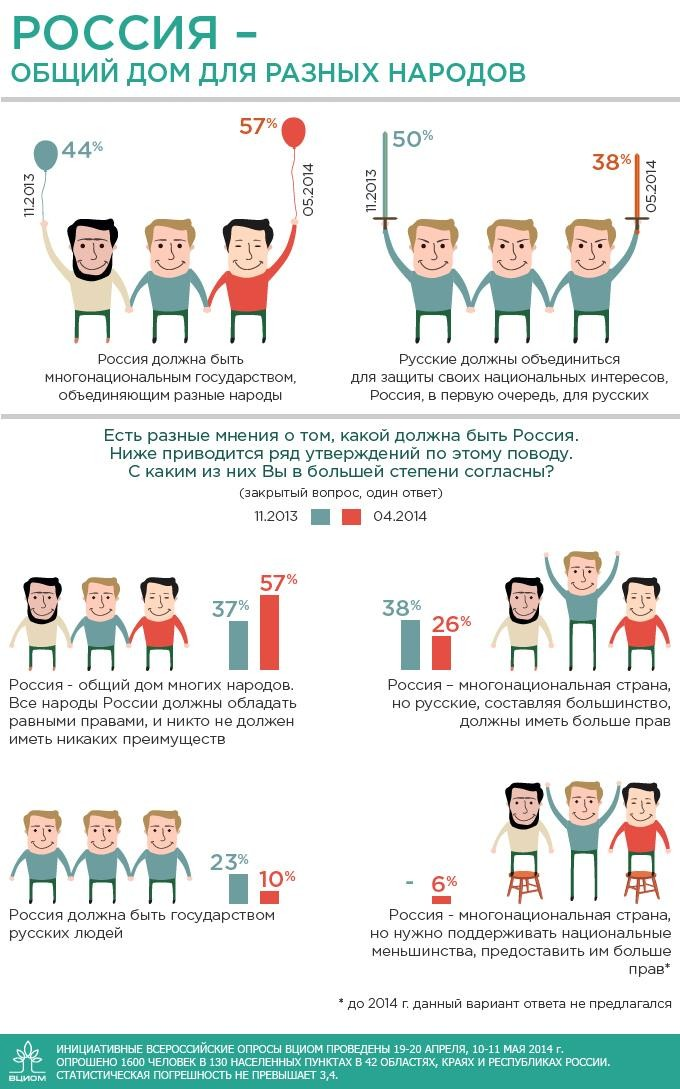 РОССИЯ –
ОБЩИЙ ДОМ ДЛЯ РАЗНЫХ НАРОДОВ
11.2013
44%
57%
05.2014
11.2013
50%
38%
05.2014
Россия должна быть
многонациональным государством,
объединяющим разные народы
Русские должны объединиться
для защиты своих национальных интересов,
Россия, в первую очередь, для русских
Есть разные мнения о том, какой должна быть Россия.
Ниже приводится ряд утверждений по этому поводу.
С каким из них Вы в большей степени согласны?
(закрытый вопрос, один ответ)
11.2013 04.2014
37%
57%
Россия - общий дом многих народов.
Все народы России должны обладать
равными правами, и никто не должен
иметь никаких преимуществ
38%
26%
Россия – многонациональная страна,
но русские, составляя большинство,
должны иметь больше прав
23%
10%
Россия должна быть государством
русских людей
-
6%
Россия - многонациональная страна,
но нужно поддерживать национальные
меньшинства, предоставить им больше
прав*
* до 2014 г. данный вариант ответа не предлагался
ВЦИОМ
ИНИЦИАТИВНЫЕ ВСЕРОССИЙСКИЕ ОПРОСЫ ВЦИОМ ПРОВЕДЕНЫ 19-20 АПРЕЛЯ, 10-11 МАЯ 2014 г.
ОПРОШЕНО 1600 ЧЕЛОВЕК В 130 НАСЕЛЕННЫХ ПУНКТАХ В 42 ОБЛАСТЯХ, КРАЯХ И РЕСПУБЛИКАХ РОССИИ.
СТАТИСТИЧЕСКАЯ ПОГРЕШНОСТЬ НЕ ПРЕВЫШАЕТ 3,4.